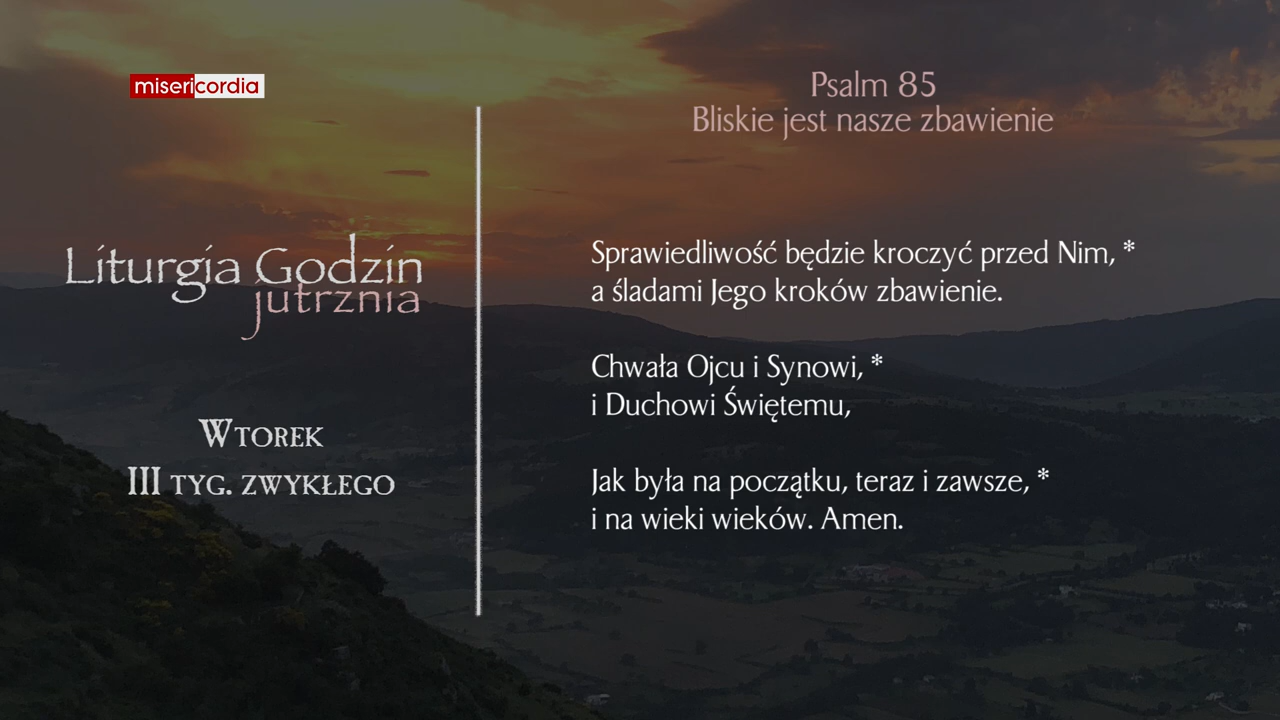 misericordia
Liturgia Godzin
jutrznia
Wtorek
III tyg. zwykłego
Psalm 85
Bliskie jest nasze zbawienie
Sprawiedliwość będzie kroczyć przed Nim, *
a śladami Jego kroków zbawienie.
Chwała Ojcu i Synowi, *
i Duchowi Świętemu,
Jak była na początku, teraz i zawsze, *
i na wieki wieków. Amen.